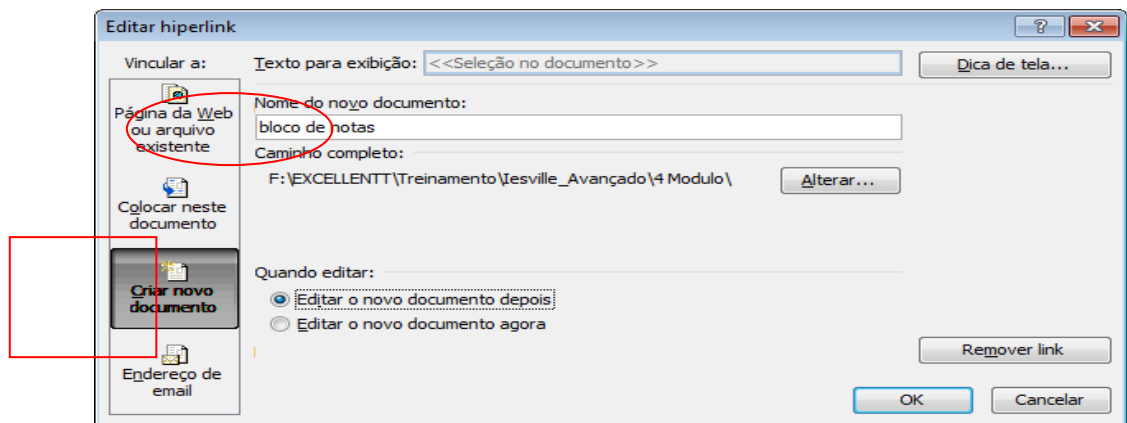 Editar hiperlink
Vincular a:
Texto para exibição: <<Seleção no documento>>
Dica de tela...
Página da Web
ou arquivo
existente
Nome do novo documento:
bloco de notas
Caminho completo:
F:\EXCELLENTT\Treinamento\Iesville_Avançado\4 Modulo\
Alterar...
Colocar neste
documento
Criar novo
documento
Quando editar:
Editar o novo documento depois
Editar o novo documento agora
Endereço de
email
Remover link
OK
Cancelar